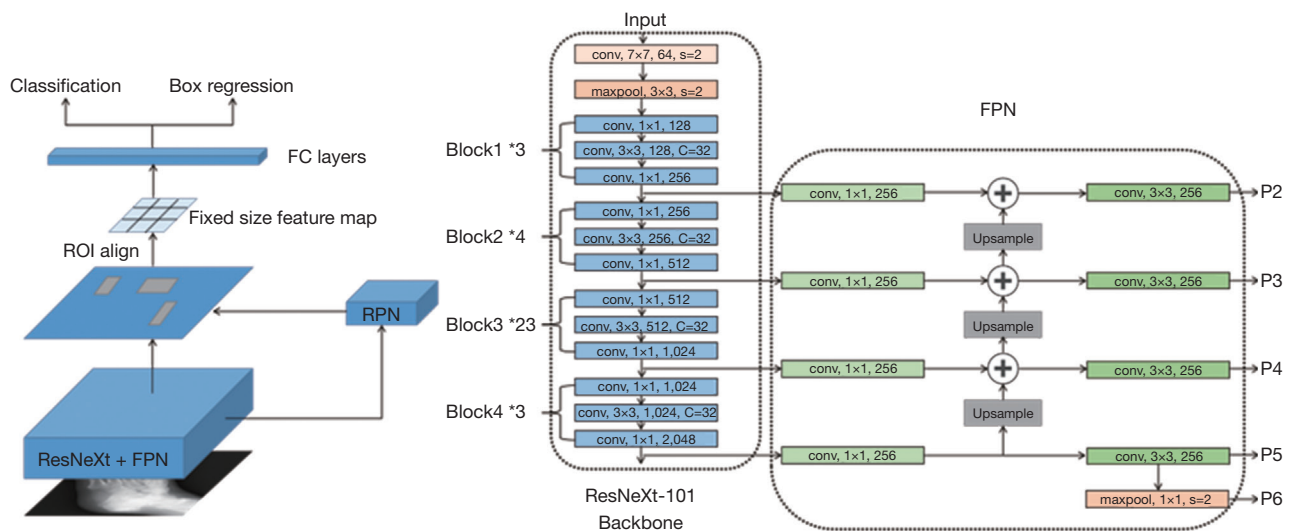 Classification
Box regression
FC layers
Fixed size feature map
ROI align
RPN
ResNeXt + FPN
Input
conv, 7×7, 64, s=2
maxpool, 3×3, s=2
Block1 *3
conv, 1×1, 128
conv, 3×3, 128, C=32
conv, 1×1, 256
Block2 *4
conv, 1×1, 256
conv, 3×3, 256, C=32
conv, 1×1, 512
Block3 *23
conv, 1×1, 512
conv, 3×3, 512, C=32
conv, 1×1, 1,024
Block4 *3
conv, 1×1, 1,024
conv, 3×3, 1,024, C=32
conv, 1×1, 2,048
ResNeXt-101
Backbone
FPN
conv, 1×1, 256
conv, 3×3, 256
P2
Upsample
conv, 1×1, 256
conv, 3×3, 256
P3
Upsample
conv, 1×1, 256
conv, 3×3, 256
P4
Upsample
conv, 1×1, 256
conv, 3×3, 256
P5
maxpool, 1×1, s=2
P6